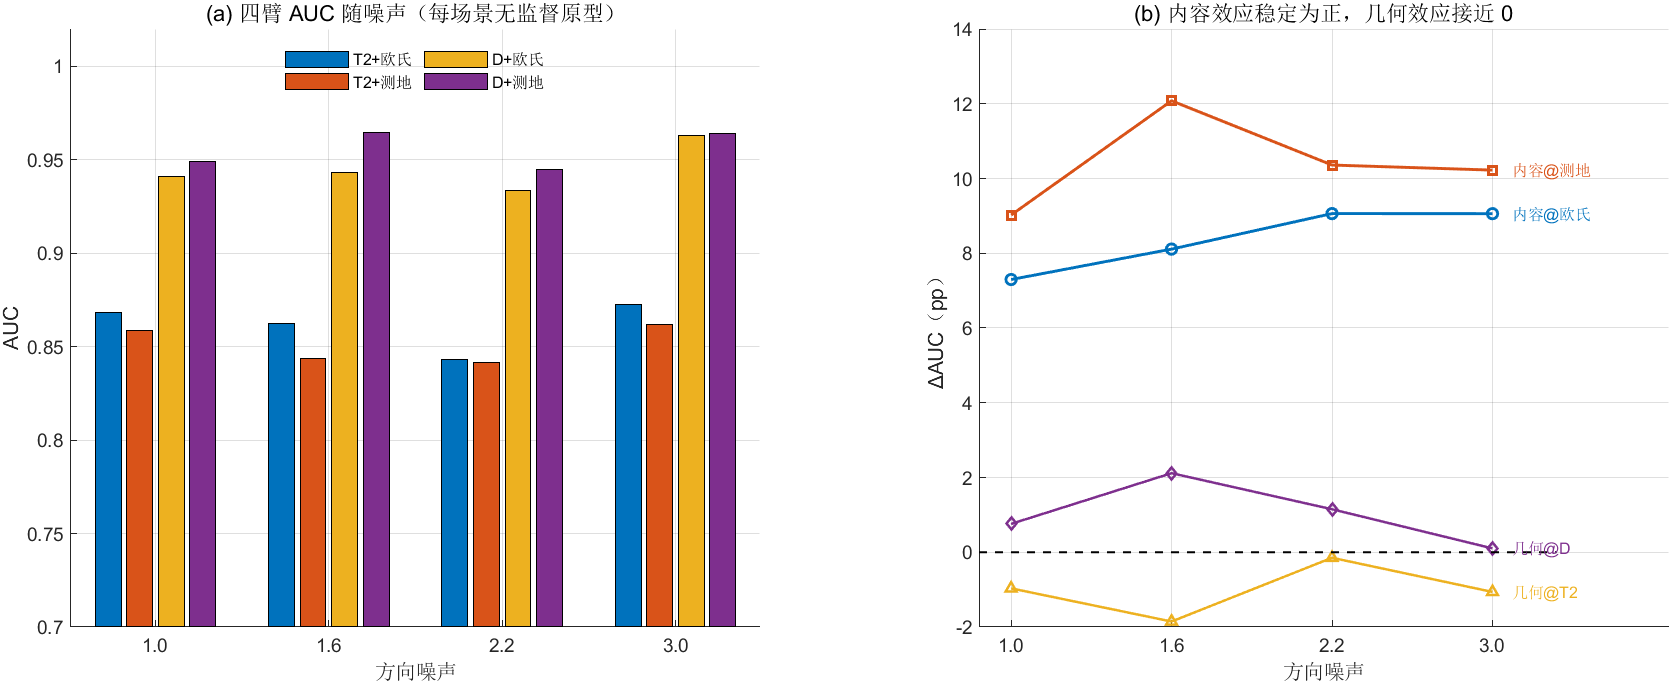 (a) 四臂 AUC 随噪声（每场景无监督原型）
T2+欧氏
D+欧氏
T2+测地
D+测地
1
0.95
0.9
0.85
0.8
0.75
0.7
AUC
1.0
1.6
2.2
3.0
方向噪声
(b) 内容效应稳定为正，几何效应接近 0
14
12
10
8
6
4
2
0
-2
ΔAUC（pp）
内容@测地
内容@欧氏
几何@D
几何@T2
1.0
1.6
2.2
3.0
方向噪声